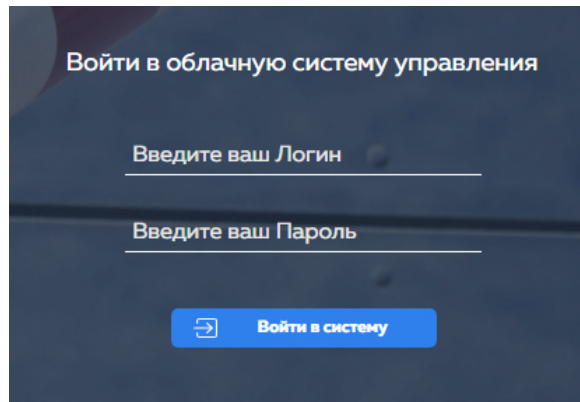 Войти в облачную систему управления
Введите ваш Логин
Введите ваш Пароль
Войти в систему